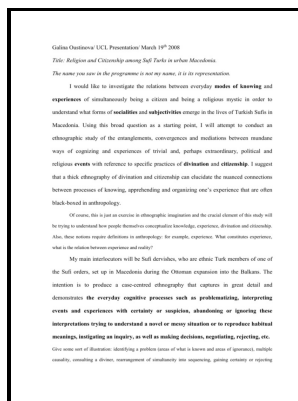 Galina Oustinova/ UCL Presentation/ March 19th 2008
Title: Religion and Citizenship among Sufi Turks in urban Macedonia.
The name you saw in the programme is not my name, it is its representation.
I would like to investigate the relations between everyday modes of knowing and
experiences of simultaneously being a citizen and being a religious mystic in order to
understand what forms of socialities and subjectivities emerge in the lives of Turkish Sufis in
Macedonia. Using this broad question as a starting point, I will attempt to conduct an
ethnographic study of the entanglements, convergences and mediations between mundane
ways of cognizing and experiences of trivial and, perhaps extraordinary, political and
religious events with reference to specific practices of divination and citizenship. I suggest
that a thick ethnography of divination and citizenship can elucidate the nuanced connections
between processes of knowing, apprehending and organizing one's experience that are often
black-boxed in anthropology.
Of course, this is just an exercise in ethnographic imagination and the crucial element of this study will
be trying to understand how people themselves conceptualize knowledge, experience, divination and citizenship.
Also, these notions require definitions in anthropology: for example, experience. What constitutes experience,
what is the relation between experience and reality?
My main interlocutors will be Sufi dervishes, who are ethnic Turk members of one of
the Sufi orders, set up in Macedonia during the Ottoman expansion into the Balkans. The
intention is to produce a case-centred ethnography that captures in great detail and
demonstrates the everyday cognitive processes such as problematizing, interpreting
events and experiences with certainty or suspicion, abandoning or ignoring these
interpretations trying to understand a novel or messy situation or to reproduce habitual
meanings, instigating an inquiry, as well as making decisions, negotiating, rejecting, etc.
Give some sort of illustration: identifying a problem (areas of what is known and areas of ignorance), multiple
causality, consulting a diviner, rearrangement of simultaneity into sequencing, gaining certainty or rejecting